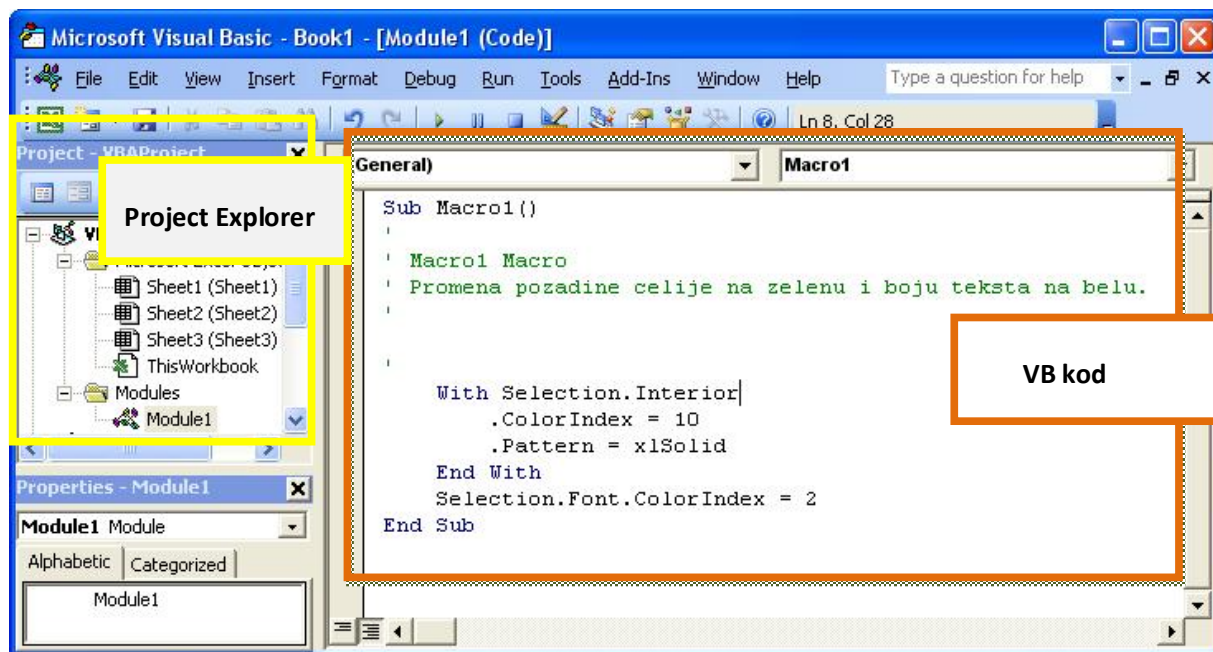 Microsoft Visual Basic - Book1 - [Module1 (Code)]
File Edit View Insert Format Debug Run Tools Add-Ins Window Help Type a question for help
Ln 8, Col 28
Project - VBAProject
Project Explorer
Sheet1 (Sheet1)
Sheet2 (Sheet2)
Sheet3 (Sheet3)
ThisWorkbook
Modules
Module1
Properties - Module1
Module1 Module
Alphabetic Categorized
Module1
General) Macro1
Sub Macro1()
'
' Macro1 Macro
' Promena pozadine celije na zelenu i boju teksta na belu.
'
'
With Selection.Interior
.ColorIndex = 10
.Pattern = xlSolid
End With
Selection.Font.ColorIndex = 2
End Sub
VB kod